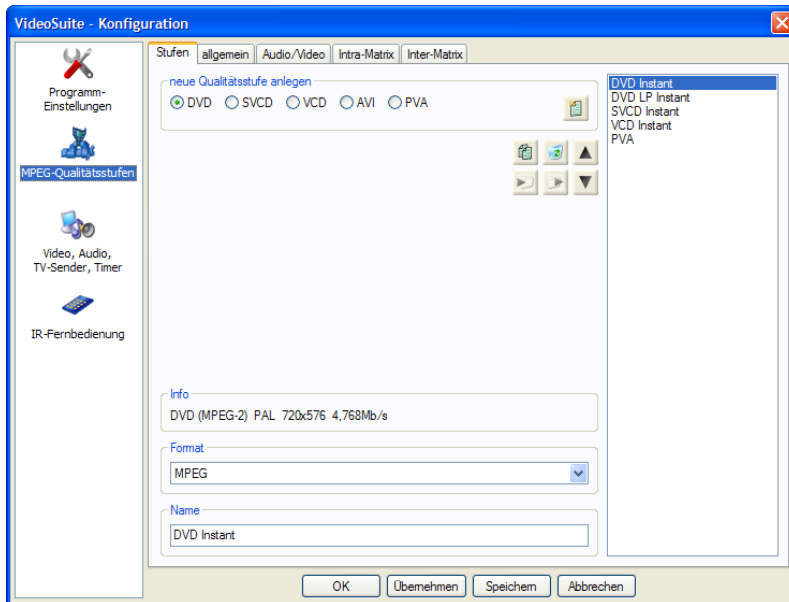 VideoSuite - Konfiguration
Programm-
Einstellungen
MPEG-Qualitätsstufen
Video, Audio,
TV-Sender, Timer
IR-Fernbedienung
Stufen
allgemein
Audio/Video
Intra-Matrix
Inter-Matrix
neue Qualitätsstufe anlegen
DVD
SVCD
VCD
AVI
PVA
Info
DVD (MPEG-2) PAL 720x576 4,768Mb/s
Format
MPEG
Name
DVD Instant
DVD Instant
DVD LP Instant
SVCD Instant
VCD Instant
PVA
OK
Übernehmen
Speichern
Abbrechen